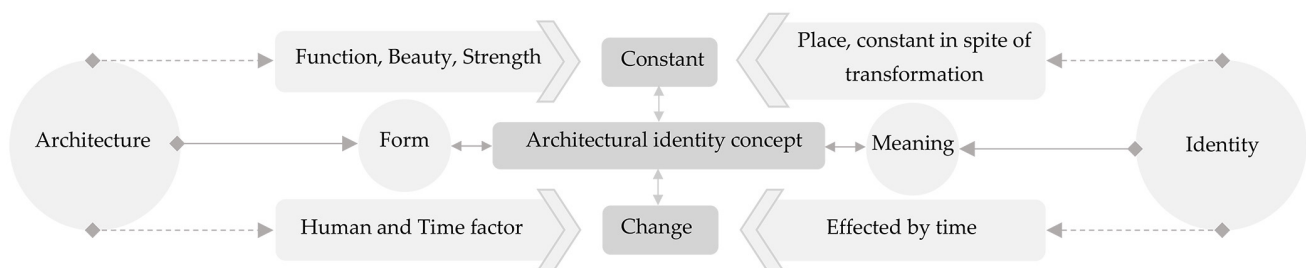 Function, Beauty, Strength
Constant
Place, constant in spite of
transformation
Architecture
Form
Architectural identity concept
Meaning
Identity
Human and Time factor
Change
Effected by time